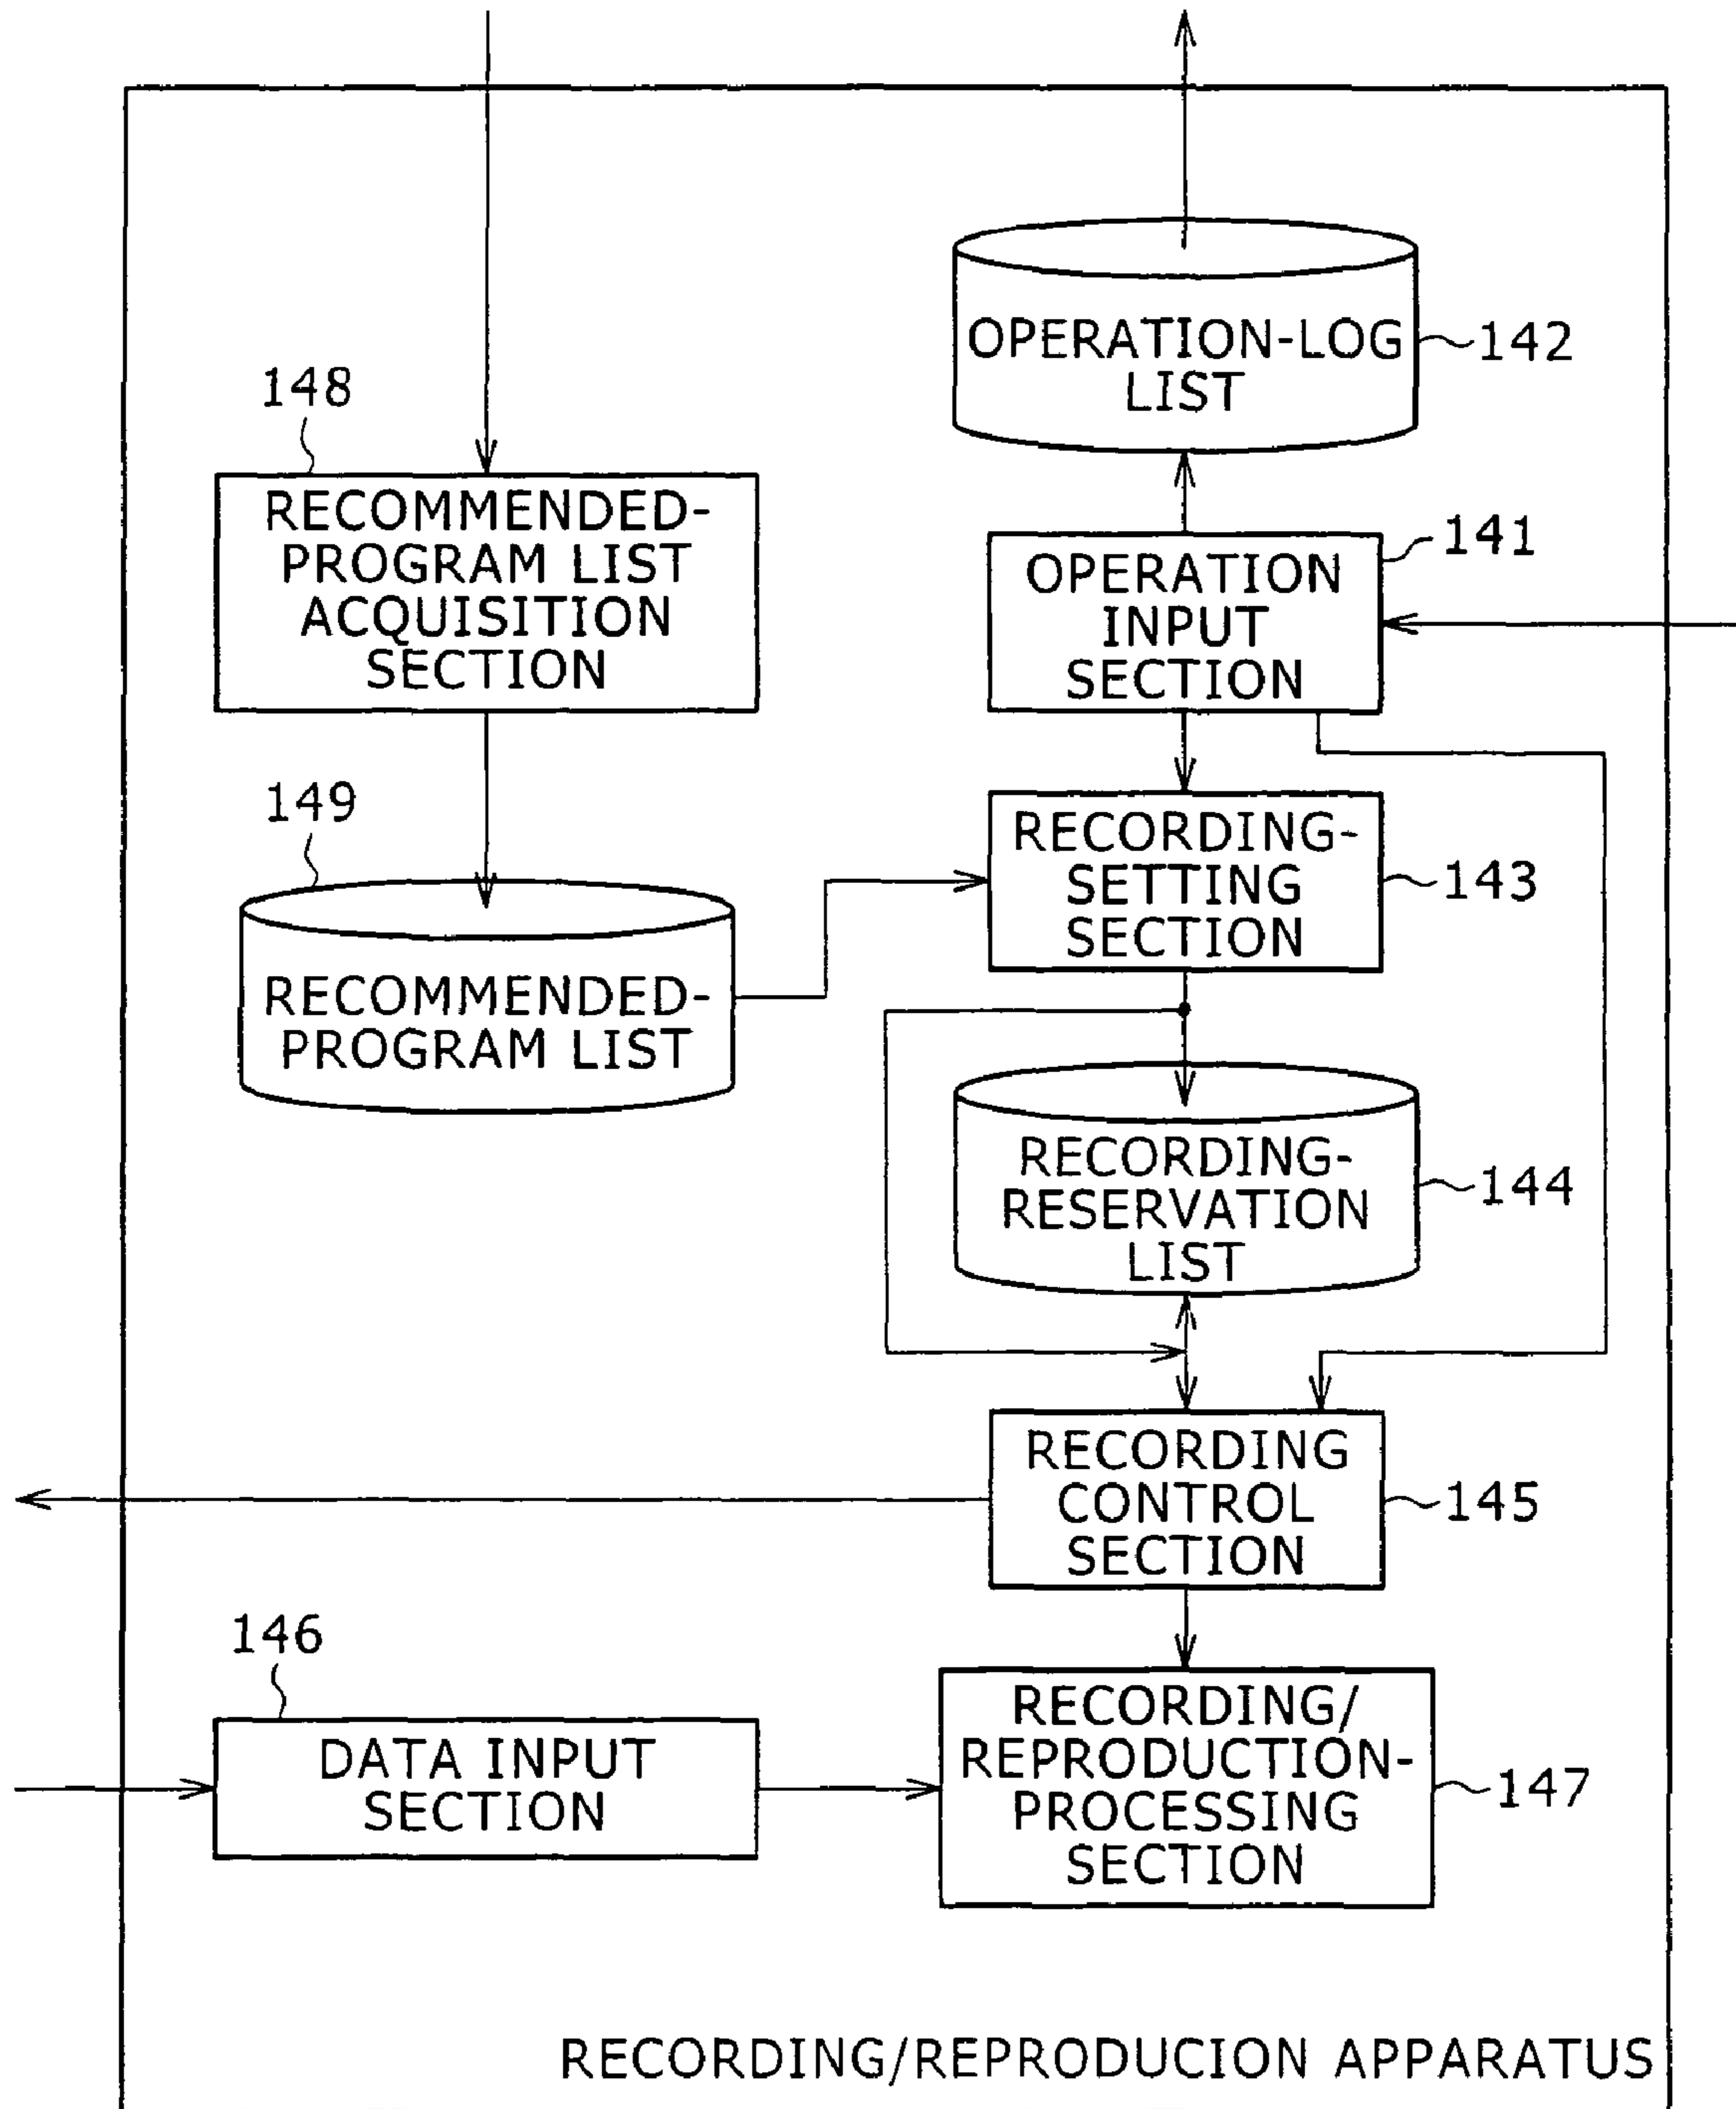 OPERATION-LOG
LIST
142
148
RECOMMENDED-
PROGRAM LIST
ACQUISITION
SECTION
141
OPERATION
INPUT
SECTION
149
RECOMMENDED-
PROGRAM LIST
RECORDING-
SETTING
SECTION
143
RECORDING-
RESERVATION
LIST
144
RECORDING
CONTROL
SECTION
145
146
DATA INPUT
SECTION
RECORDING/
REPRODUCTION-
PROCESSING
SECTION
147
RECORDING/REPRODUCION APPARATUS